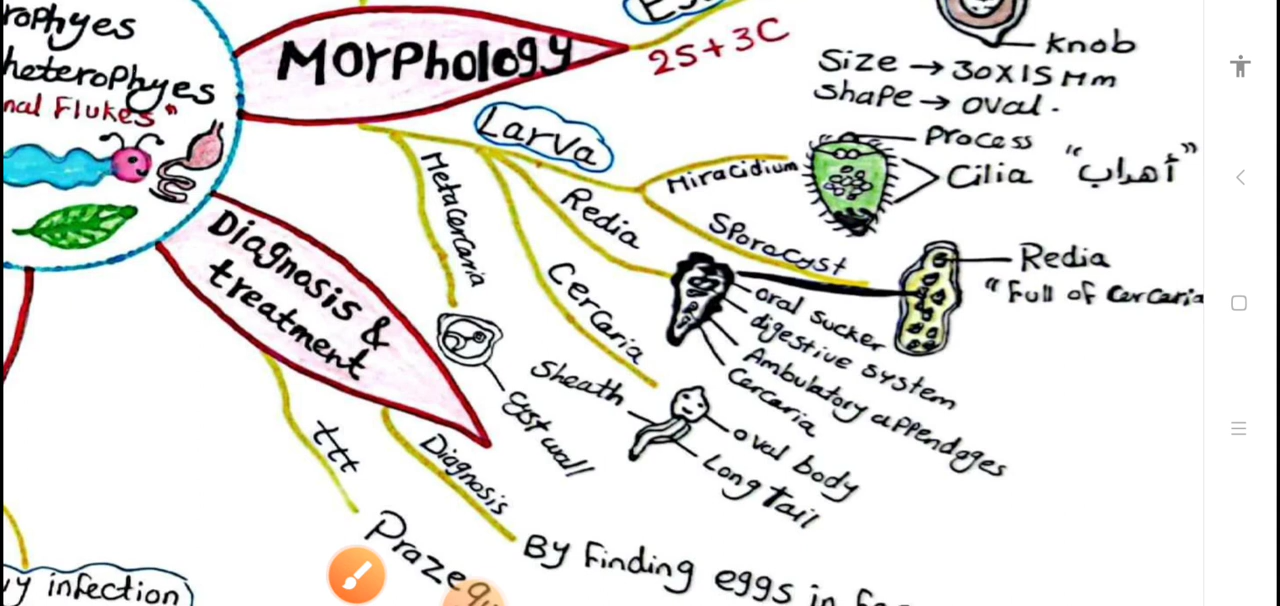 rophyes
heterophyes
nal Flukes"
Morphology
2S+3C
Knob
Size → 30X15 Mm
Shape → oval.
Larva
Miracidium
Process
Cilia "أهداب"
Sporocyst
Redia
"Full of Cercaria
Redia
oral sucker
digestive system
Ambulatory appendages
Cercaria
Cercaria
Sheath
oval body
Long tail
Metacercaria
cyst wall
Diagnosis &
treatment
ttt
Prazequ
Diagnosis
By Finding eggs in
y infection